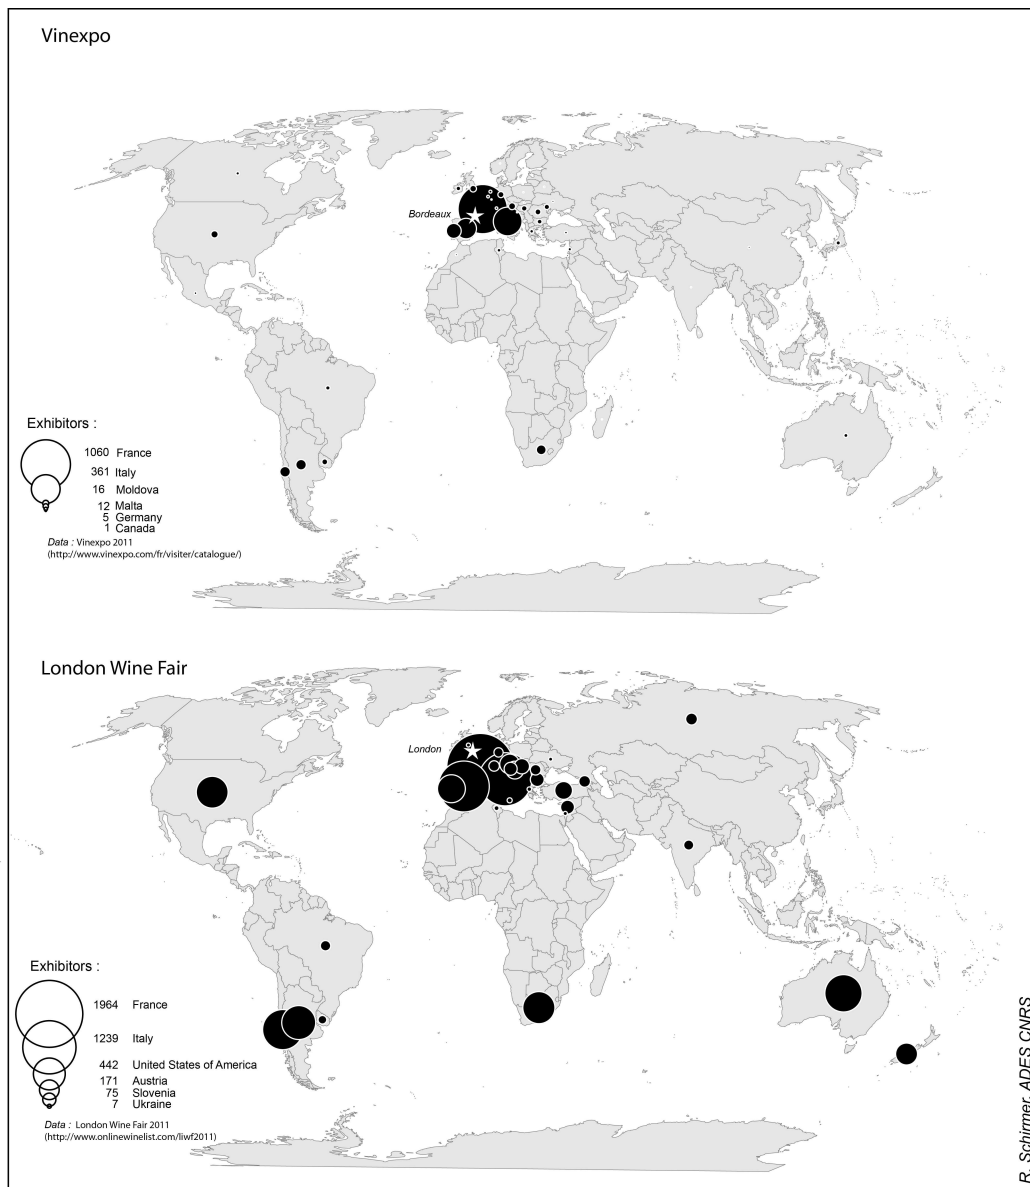 Vinexpo
Bordeaux
Exhibitors :
1060 France
361 Italy
16 Moldova
12 Malta
5 Germany
1 Canada
Data : Vinexpo 2011
(http://www.vinexpo.com/fr/visiter/catalogue/)
London Wine Fair
London
Exhibitors :
1964 France
1239 Italy
442 United States of America
171 Austria
75 Slovenia
7 Ukraine
Data : London Wine Fair 2011
(http://www.onlinewinelist.com/liwf2011)
R. Schirmer, ADES CNRS